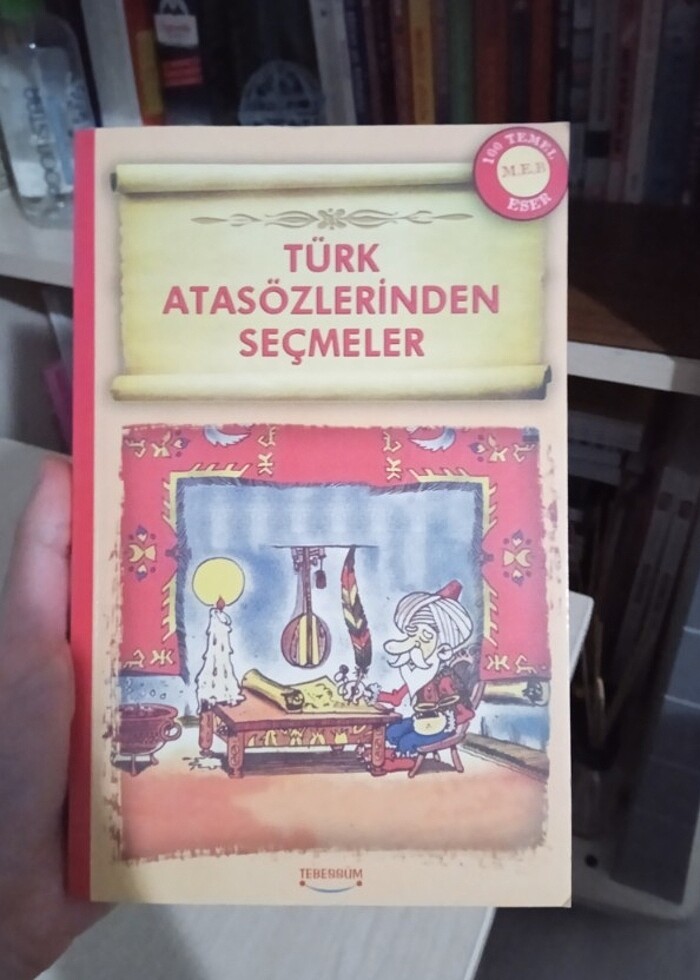 100 TEMEL
M.E.B
ESER
TÜRK
ATASÖZLERİNDEN
SEÇMELER
TEBESSÜM